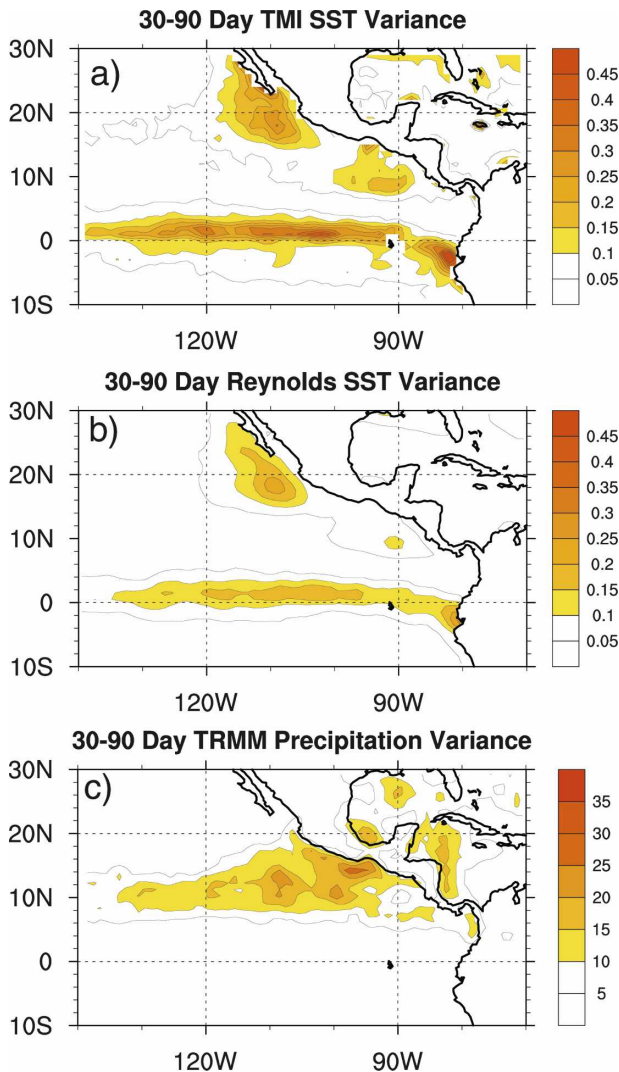 30-90 Day TMI SST Variance
a)
30N
20N
10N
0
10S
120W
90W
0.45
0.4
0.35
0.3
0.25
0.2
0.15
0.1
0.05
30-90 Day Reynolds SST Variance
b)
30N
20N
10N
0
10S
120W
90W
0.45
0.4
0.35
0.3
0.25
0.2
0.15
0.1
0.05
30-90 Day TRMM Precipitation Variance
c)
30N
20N
10N
0
10S
120W
90W
35
30
25
20
15
10
5